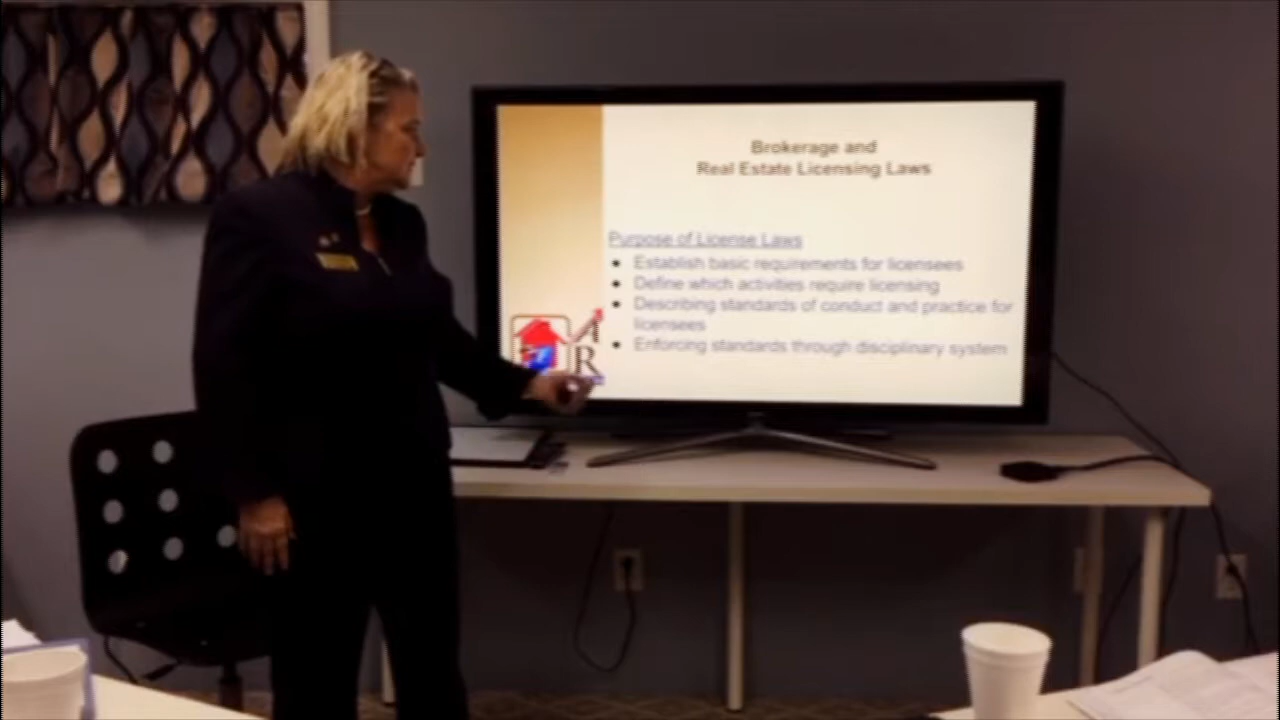 Brokerage and
Real Estate Licensing Laws
Purpose of License Laws
● Establish basic requirements for licensees
● Define which activities require licensing
● Describing standards of conduct and practice for
licensees
● Enforcing standards through disciplinary system
A
R